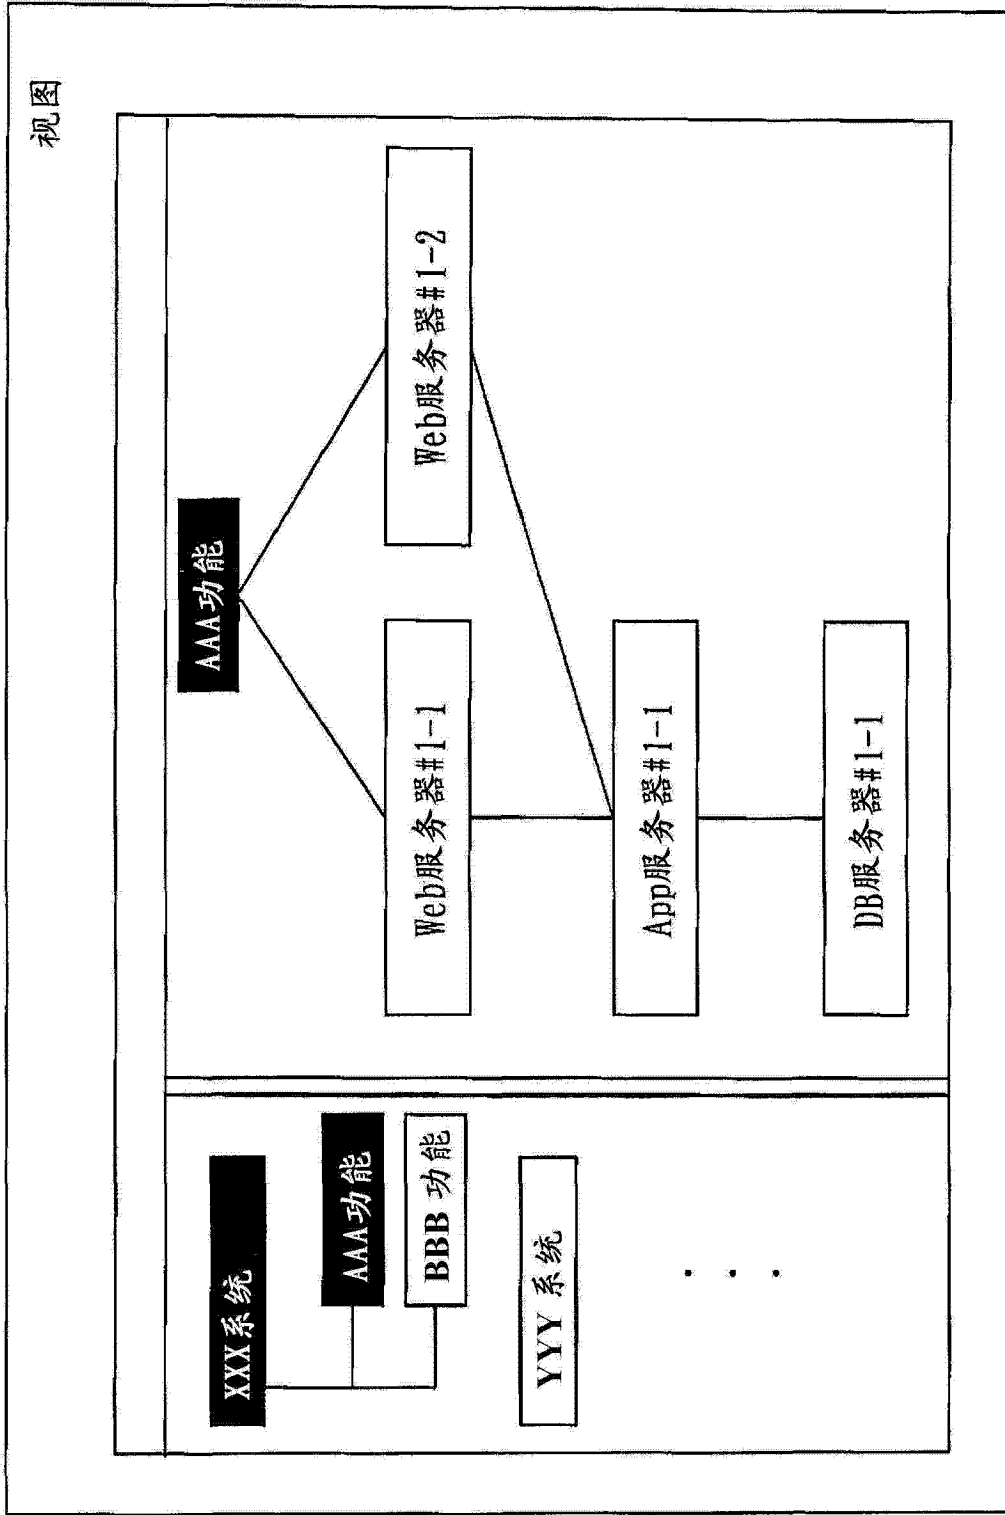 视图
XXX系统
AAA功能
BBB 功能
YYY 系统
. . .
AAA功能
Web服务器#1-1
Web服务器#1-2
App服务器#1-1
DB服务器#1-1